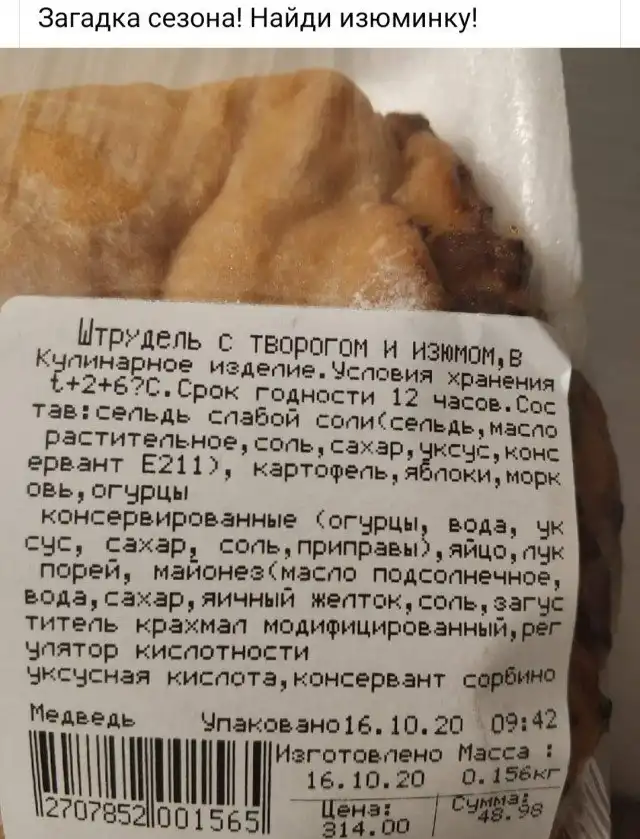 Загадка сезона! Найди изюминку!
Штрудель с творогом и изюмом,в
Кулинарное изделие.Условия хранения
t+2+6?C.Срок годности 12 часов.Сос
тав:сельдь слабой соли(сельдь,масло
растительное,соль,сахар,уксус,конс
ервант Е211), картофель,яблоки,морк
овь,огурцы
консервированные (огурцы, вода, ук
сус, сахар, соль,приправы),яйцо,лук
порей, майонез(масло подсолнечное,
вода,сахар,яичный желток,соль,загус
титель крахмал модифицированный,рег
улятор кислотности
уксусная кислота,консервант сорбино
Медведь Упаковано16.10.20 09:42
Изготовлено Масса :
16.10.20 0.156кг
2707852001565
Цена: Сумма:
314.00 48.98